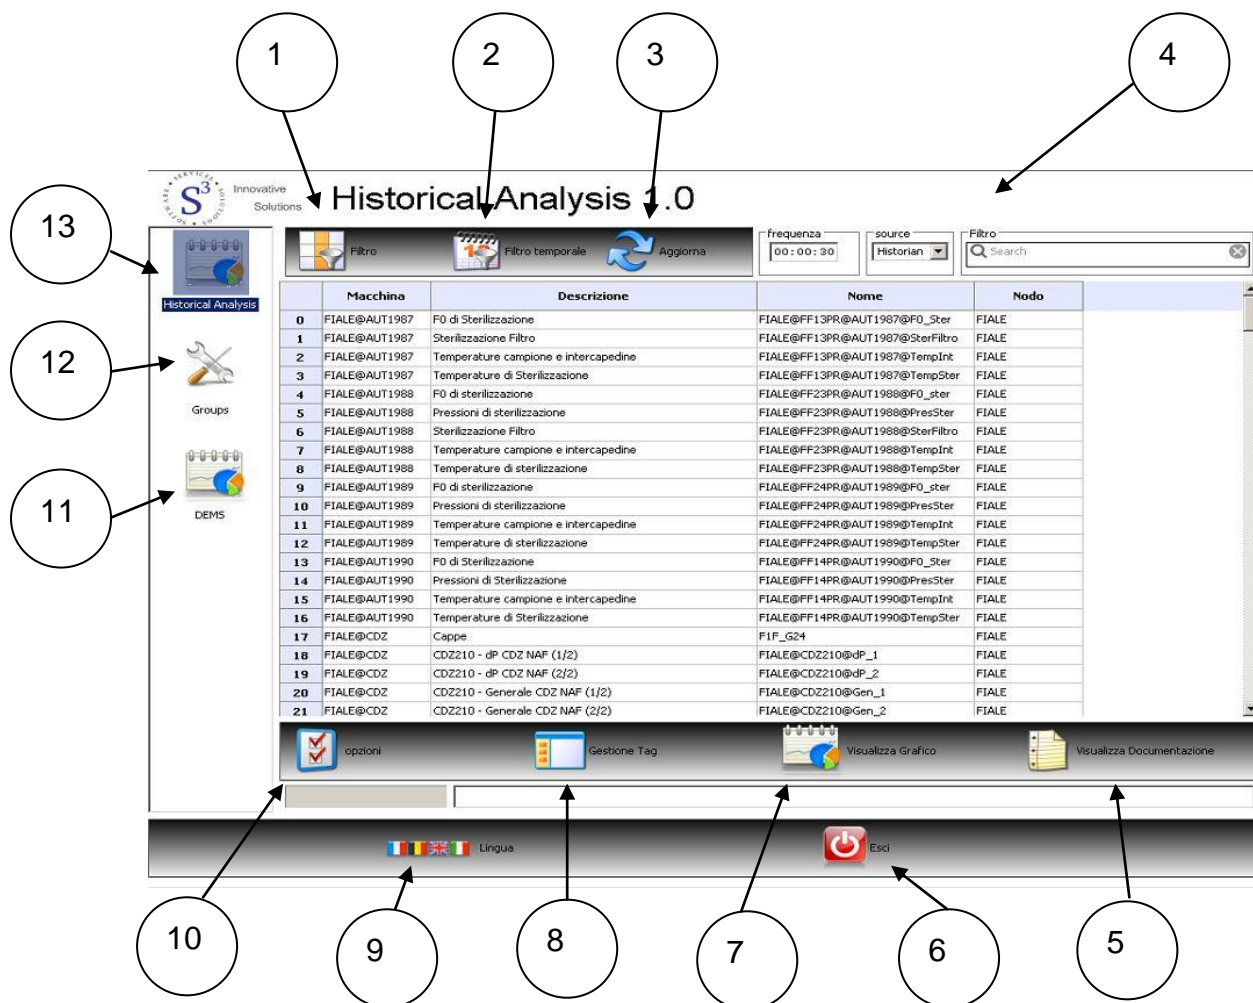 1
2
3
4
SOFTWARE · SERVICES · SOLUTIONS
S3
Innovative
Solutions
Historical Analysis 1.0
13
Historical Analysis
12
Groups
11
DEMS
Filtro
Filtro temporale
Aggiorna
frequenza
00:00:30
source
Historian
Filtro
Search
Macchina Descrizione Nome Nodo
0 FIALE@AUT1987 F0 di Sterilizzazione FIALE@FF13PR@AUT1987@F0_Ster FIALE
1 FIALE@AUT1987 Sterilizzazione Filtro FIALE@FF13PR@AUT1987@SterFiltro FIALE
2 FIALE@AUT1987 Temperature campione e intercapedine FIALE@FF13PR@AUT1987@TempInt FIALE
3 FIALE@AUT1987 Temperature di Sterilizzazione FIALE@FF13PR@AUT1987@TempSter FIALE
4 FIALE@AUT1988 F0 di sterilizzazione FIALE@FF23PR@AUT1988@F0_ster FIALE
5 FIALE@AUT1988 Pressioni di sterilizzazione FIALE@FF23PR@AUT1988@PresSter FIALE
6 FIALE@AUT1988 Sterilizzazione Filtro FIALE@FF23PR@AUT1988@SterFiltro FIALE
7 FIALE@AUT1988 Temperature campione e intercapedine FIALE@FF23PR@AUT1988@TempInt FIALE
8 FIALE@AUT1988 Temperature di sterilizzazione FIALE@FF23PR@AUT1988@TempSter FIALE
9 FIALE@AUT1989 F0 di sterilizzazione FIALE@FF24PR@AUT1989@F0_ster FIALE
10 FIALE@AUT1989 Pressioni di sterilizzazione FIALE@FF24PR@AUT1989@PresSter FIALE
11 FIALE@AUT1989 Temperature campione e intercapedine FIALE@FF24PR@AUT1989@TempInt FIALE
12 FIALE@AUT1989 Temperature di sterilizzazione FIALE@FF24PR@AUT1989@TempSter FIALE
13 FIALE@AUT1990 F0 di Sterilizzazione FIALE@FF14PR@AUT1990@F0_Ster FIALE
14 FIALE@AUT1990 Pressioni di Sterilizzazione FIALE@FF14PR@AUT1990@PresSter FIALE
15 FIALE@AUT1990 Temperature campione e intercapedine FIALE@FF14PR@AUT1990@TempInt FIALE
16 FIALE@AUT1990 Temperature di Sterilizzazione FIALE@FF14PR@AUT1990@TempSter FIALE
17 FIALE@CDZ Cappe F1F_G24 FIALE
18 FIALE@CDZ CDZ210 - dP CDZ NAF (1/2) FIALE@CDZ210@dP_1 FIALE
19 FIALE@CDZ CDZ210 - dP CDZ NAF (2/2) FIALE@CDZ210@dP_2 FIALE
20 FIALE@CDZ CDZ210 - Generale CDZ NAF (1/2) FIALE@CDZ210@Gen_1 FIALE
21 FIALE@CDZ CDZ210 - Generale CDZ NAF (2/2) FIALE@CDZ210@Gen_2 FIALE
opzioni
Gestione Tag
Visualizza Grafico
Visualizza Documentazione
Lingua
Esci
10
9
8
7
6
5